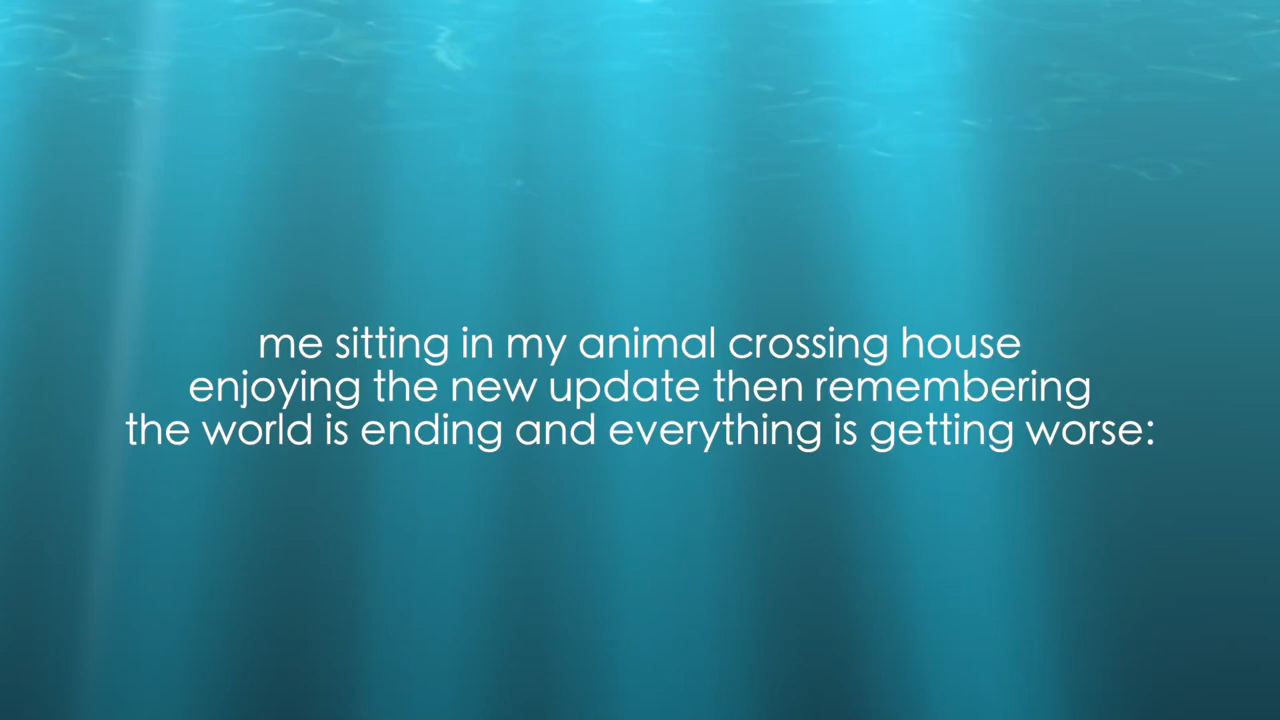 me sitting in my animal crossing house
enjoying the new update then remembering
the world is ending and everything is getting worse: